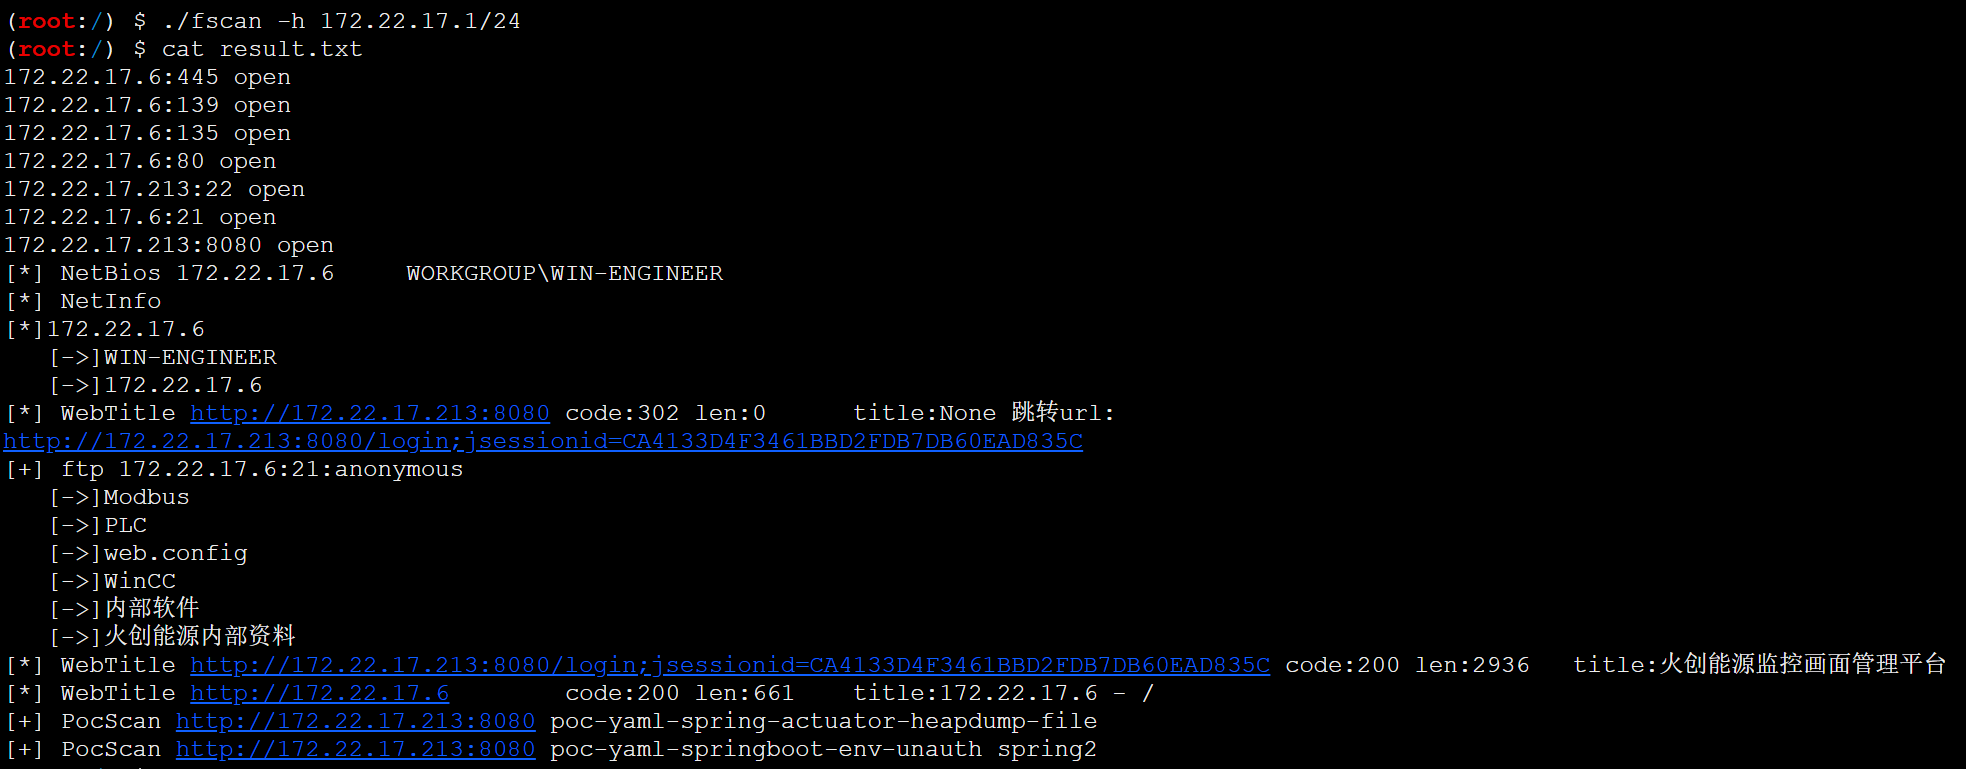 (root:/) $ ./fscan -h 172.22.17.1/24
(root:/) $ cat result.txt
172.22.17.6:445 open
172.22.17.6:139 open
172.22.17.6:135 open
172.22.17.6:80 open
172.22.17.213:22 open
172.22.17.6:21 open
172.22.17.213:8080 open
[*] NetBios 172.22.17.6     WORKGROUP\WIN-ENGINEER
[*] NetInfo
[*]172.22.17.6
   [->]WIN-ENGINEER
   [->]172.22.17.6
[*] WebTitle http://172.22.17.213:8080 code:302 len:0      title:None 跳转url:
http://172.22.17.213:8080/login;jsessionid=CA4133D4F3461BBD2FDB7DB60EAD835C
[+] ftp 172.22.17.6:21:anonymous
   [->]Modbus
   [->]PLC
   [->]web.config
   [->]WinCC
   [->]内部软件
   [->]火创能源内部资料
[*] WebTitle http://172.22.17.213:8080/login;jsessionid=CA4133D4F3461BBD2FDB7DB60EAD835C code:200 len:2936   title:火创能源监控画面管理平台
[*] WebTitle http://172.22.17.6        code:200 len:661    title:172.22.17.6 - /
[+] PocScan http://172.22.17.213:8080 poc-yaml-spring-actuator-heapdump-file
[+] PocScan http://172.22.17.213:8080 poc-yaml-springboot-env-unauth spring2